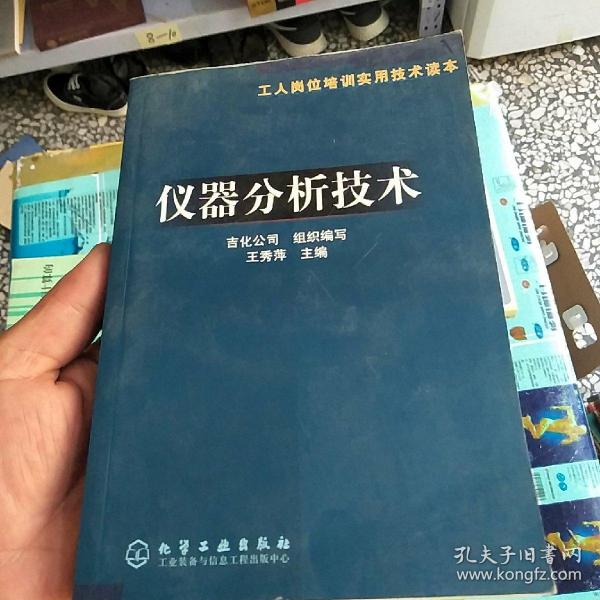 工人岗位培训实用技术读本
仪器分析技术
吉化公司 组织编写
王秀萍 主编
化学工业出版社
工业装备与信息工程出版中心
孔夫子旧书网
www.kongfz.com